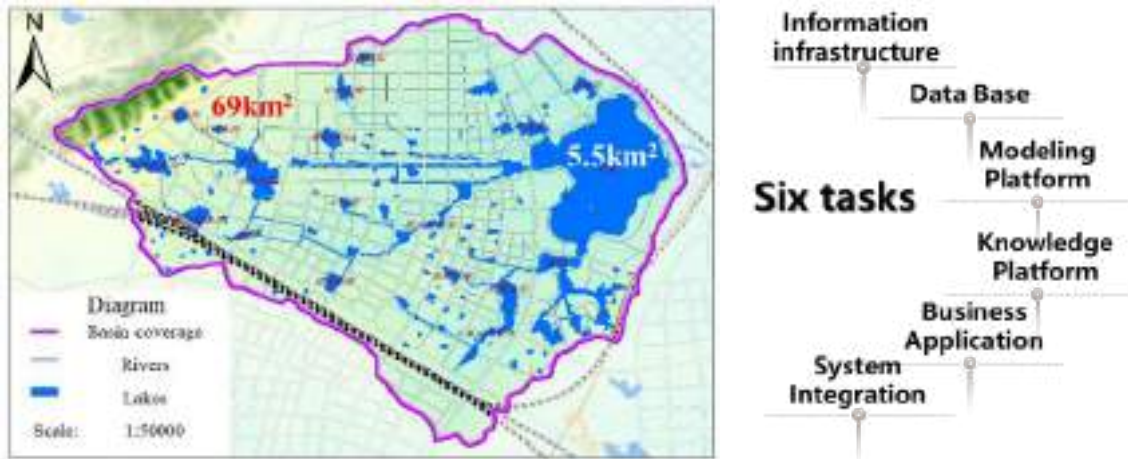 N
69km²
5.5km²
Diagram
Basin coverage
Rivers
Lakes
Scale: 1:50000
Information
infrastructure
Data Base
Modeling
Platform
Six tasks
Knowledge
Platform
Business
Application
System
Integration